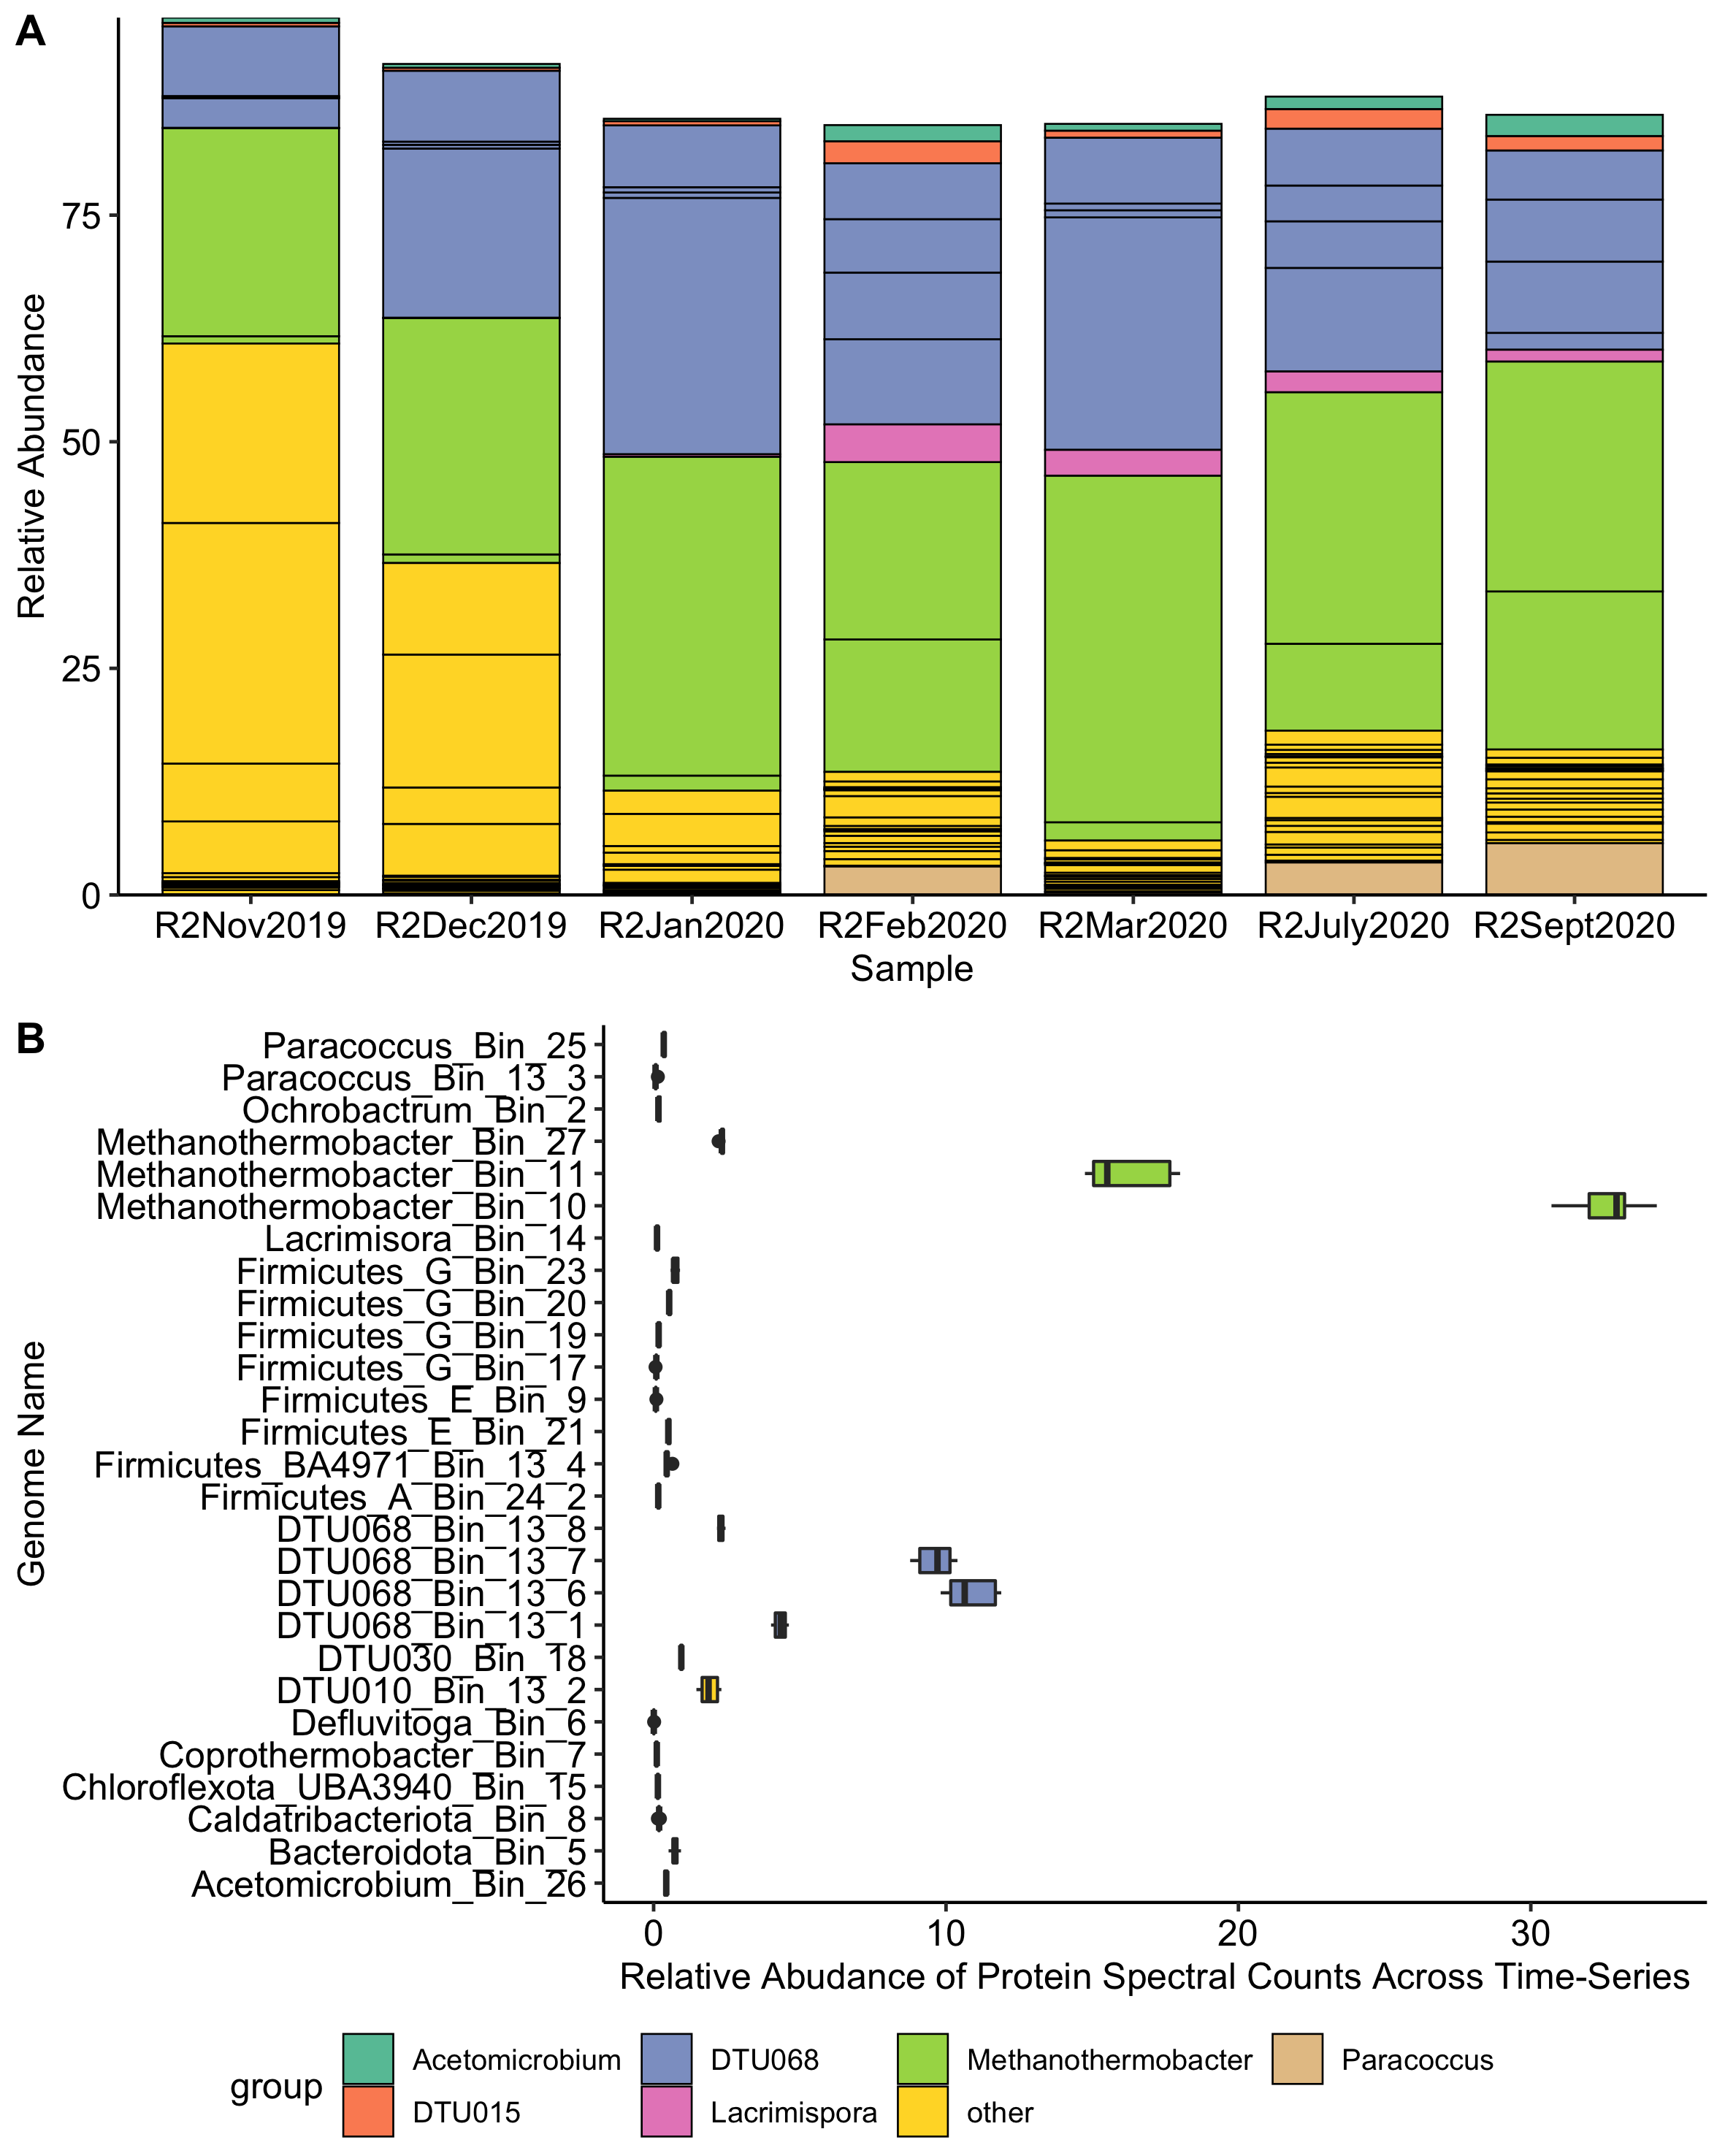 A
Relative Abundance
75
50
25
0
R2Nov2019 R2Dec2019 R2Jan2020 R2Feb2020 R2Mar2020 R2July2020 R2Sept2020
Sample
B
Genome Name
Paracoccus_Bin_25
Paracoccus_Bin_13_3
Ochrobactrum_Bin_2
Methanothermobacter_Bin_27
Methanothermobacter_Bin_11
Methanothermobacter_Bin_10
Lacrimisora_Bin_14
Firmicutes_G_Bin_23
Firmicutes_G_Bin_20
Firmicutes_G_Bin_19
Firmicutes_G_Bin_17
Firmicutes_E_Bin_9
Firmicutes_E_Bin_21
Firmicutes_BA4971_Bin_13_4
Firmicutes_A_Bin_24_2
DTU068_Bin_13_8
DTU068_Bin_13_7
DTU068_Bin_13_6
DTU068_Bin_13_1
DTU030_Bin_18
DTU010_Bin_13_2
Defluvitoga_Bin_6
Coprothermobacter_Bin_7
Chloroflexota_UBA3940_Bin_15
Caldatribacteriota_Bin_8
Bacteroidota_Bin_5
Acetomicrobium_Bin_26
0 10 20 30
Relative Abudance of Protein Spectral Counts Across Time-Series
group
Acetomicrobium DTU068 Methanothermobacter Paracoccus
DTU015 Lacrimispora other